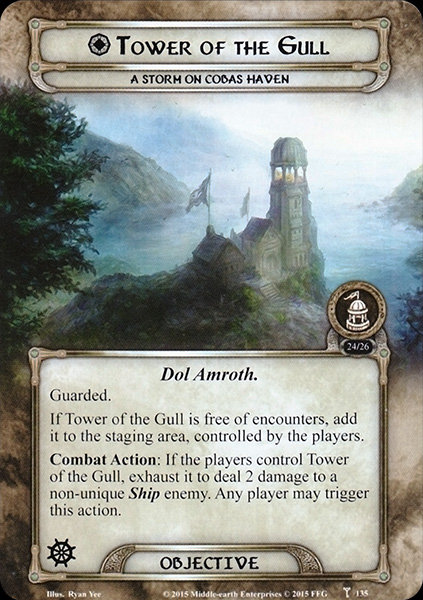 TOWER OF THE GULL
A STORM ON COBAS HAVEN
24/26
Dol Amroth.
Guarded.
If Tower of the Gull is free of encounters, add
it to the staging area, controlled by the players.
Combat Action: If the players control Tower
of the Gull, exhaust it to deal 2 damage to a
non-unique Ship enemy. Any player may trigger
this action.
OBJECTIVE
Illus. Ryan Yee © 2015 Middle-earth Enterprises © 2015 FFG 135